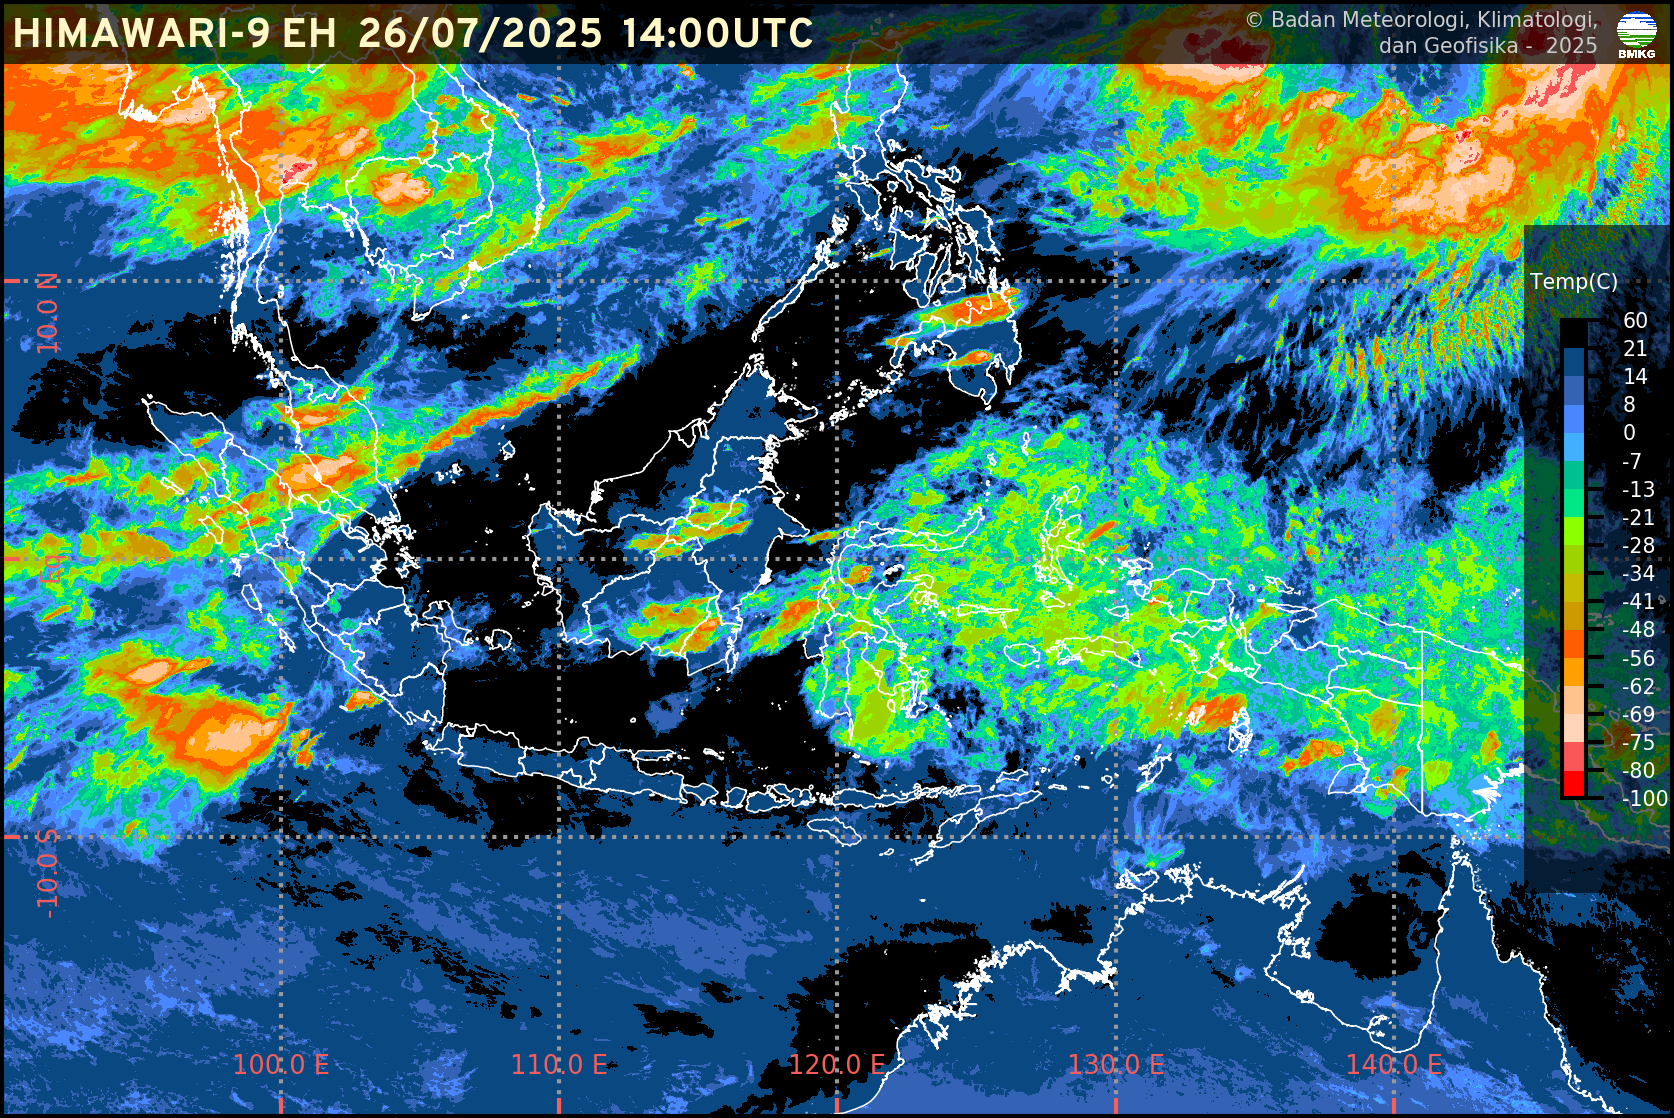 HIMAWARI-9 EH 26/07/2025 14:00UTC
© Badan Meteorologi, Klimatologi,
dan Geofisika - 2025
BMKG
Temp(C)
60
21
14
8
0
-7
-13
-21
-28
-34
-41
-48
-56
-62
-69
-75
-80
-100
10.0 N
Eq
-10.0 S
100.0 E
110.0 E
120.0 E
130.0 E
140.0 E